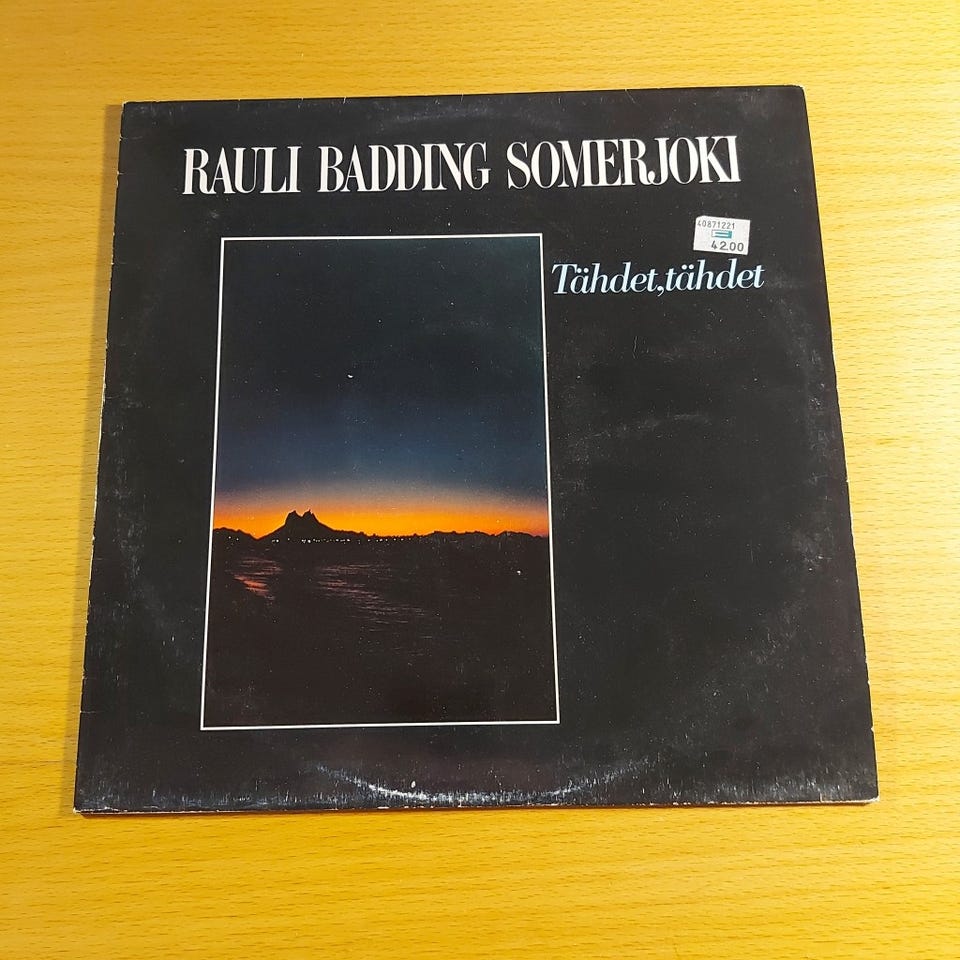 RAULI BADDING SOMERJOKI
40871221
42.00
Tähdet,tähdet